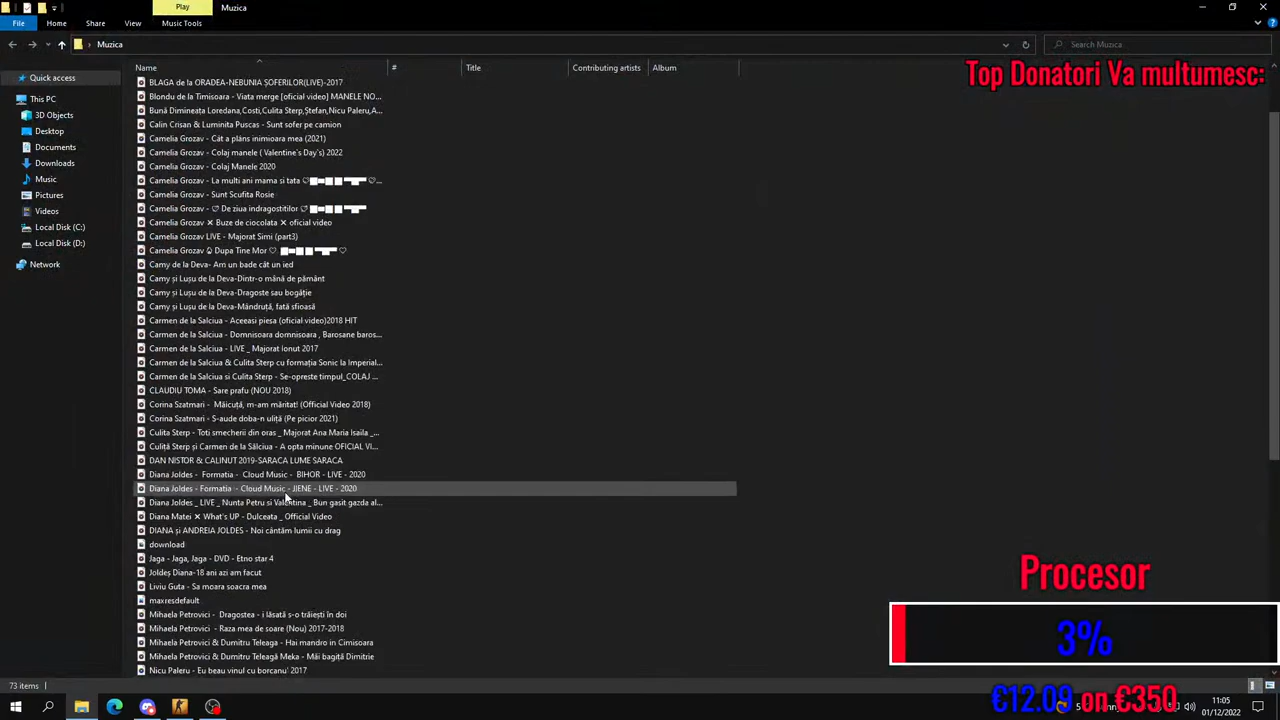 Play
Muzica
File
Home
Share
View
Music Tools
Muzica
Search Muzica
Name
#
Title
Contributing artists
Album
Top Donatori Va multumesc:
Quick access
This PC
3D Objects
Desktop
Documents
Downloads
Music
Pictures
Videos
Local Disk (C:)
Local Disk (D:)
Network
BLAGA de la ORADEA-NEBUNIA ȘOFERILOR(LIVE)-2017
Blondu de la Timisoara - Viata merge [oficial video] MANELE NO...
Bună Dimineața Loredana,Costi,Culita Sterp,Ștefan,Nicu Paleru,A...
Calin Crisan & Luminita Puscas - Sunt sofer pe camion
Camelia Grozav - Cât a plâns inimioara mea (2021)
Camelia Grozav - Colaj manele ( Valentine's Day's) 2022
Camelia Grozav - Colaj Manele 2020
Camelia Grozav - La multi ani mama si tata
Camelia Grozav - Sunt Scufita Rosie
Camelia Grozav - De ziua indragostitilor
Camelia Grozav ✕ Buze de ciocolata ✕ oficial video
Camelia Grozav LIVE - Majorat Simi (part3)
Camelia Grozav Dupa Tine Mor
Camy de la Deva- Am un bade cât un ied
Camy și Lușu de la Deva-Dintr-o mână de pământ
Camy și Lușu de la Deva-Dragoste sau bogăție
Camy și Lușu de la Deva-Mândruță, fată sfioasă
Carmen de la Salciua - Aceeasi piesa (oficial video)2018 HIT
Carmen de la Salciua - Domnisoara domnisoara , Barosane baros...
Carmen de la Salciua - LIVE _ Majorat Ionut 2017
Carmen de la Salciua & Culita Sterp cu formația Sonic la Imperial...
Carmen de la Salciua si Culita Sterp - Se-opreste timpul_COLAJ ...
CLAUDIU TOMA - Sare prafu (NOU 2018)
Corina Szatmari - Măicuță, m-am măritat! (Official Video 2018)
Corina Szatmari - S-aude doba-n uliță (Pe picior 2021)
Culita Sterp - Toti smecherii din oras _ Majorat Ana Maria Isaila _...
Culiță Sterp și Carmen de la Sălciua - A opta minune OFICIAL VI...
DAN NISTOR & CALINUT 2019-SARACA LUME SARACA
Diana Joldes - Formatia - Cloud Music - BIHOR - LIVE - 2020
Diana Joldes - Formatia - Cloud Music - JIENE - LIVE - 2020
Diana Joldes _ LIVE _ Nunta Petru si Valentina _ Bun gasit gazda al...
Diana Matei ✕ What's UP - Dulceata _ Official Video
DIANA și ANDREIA JOLDES - Noi cântăm lumii cu drag
download
Jaga - Jaga, Jaga - DVD - Etno star 4
Joldeș Diana-18 ani azi am facut
Liviu Guta - Sa moara soacra mea
maxresdefault
Mihaela Petrovici - Dragostea - i lăsată s-o trăiești în doi
Mihaela Petrovici - Raza mea de soare (Nou) 2017-2018
Mihaela Petrovici & Dumitru Teleaga - Hai mandro in Cimisoara
Mihaela Petrovici & Dumitru Teleagă Meka - Măi bagiță Dimitrie
Nicu Paleru - Eu beau vinul cu borcanu' 2017
Procesor
3%
73 items
€12.09 on €350
11:05
01/12/2022